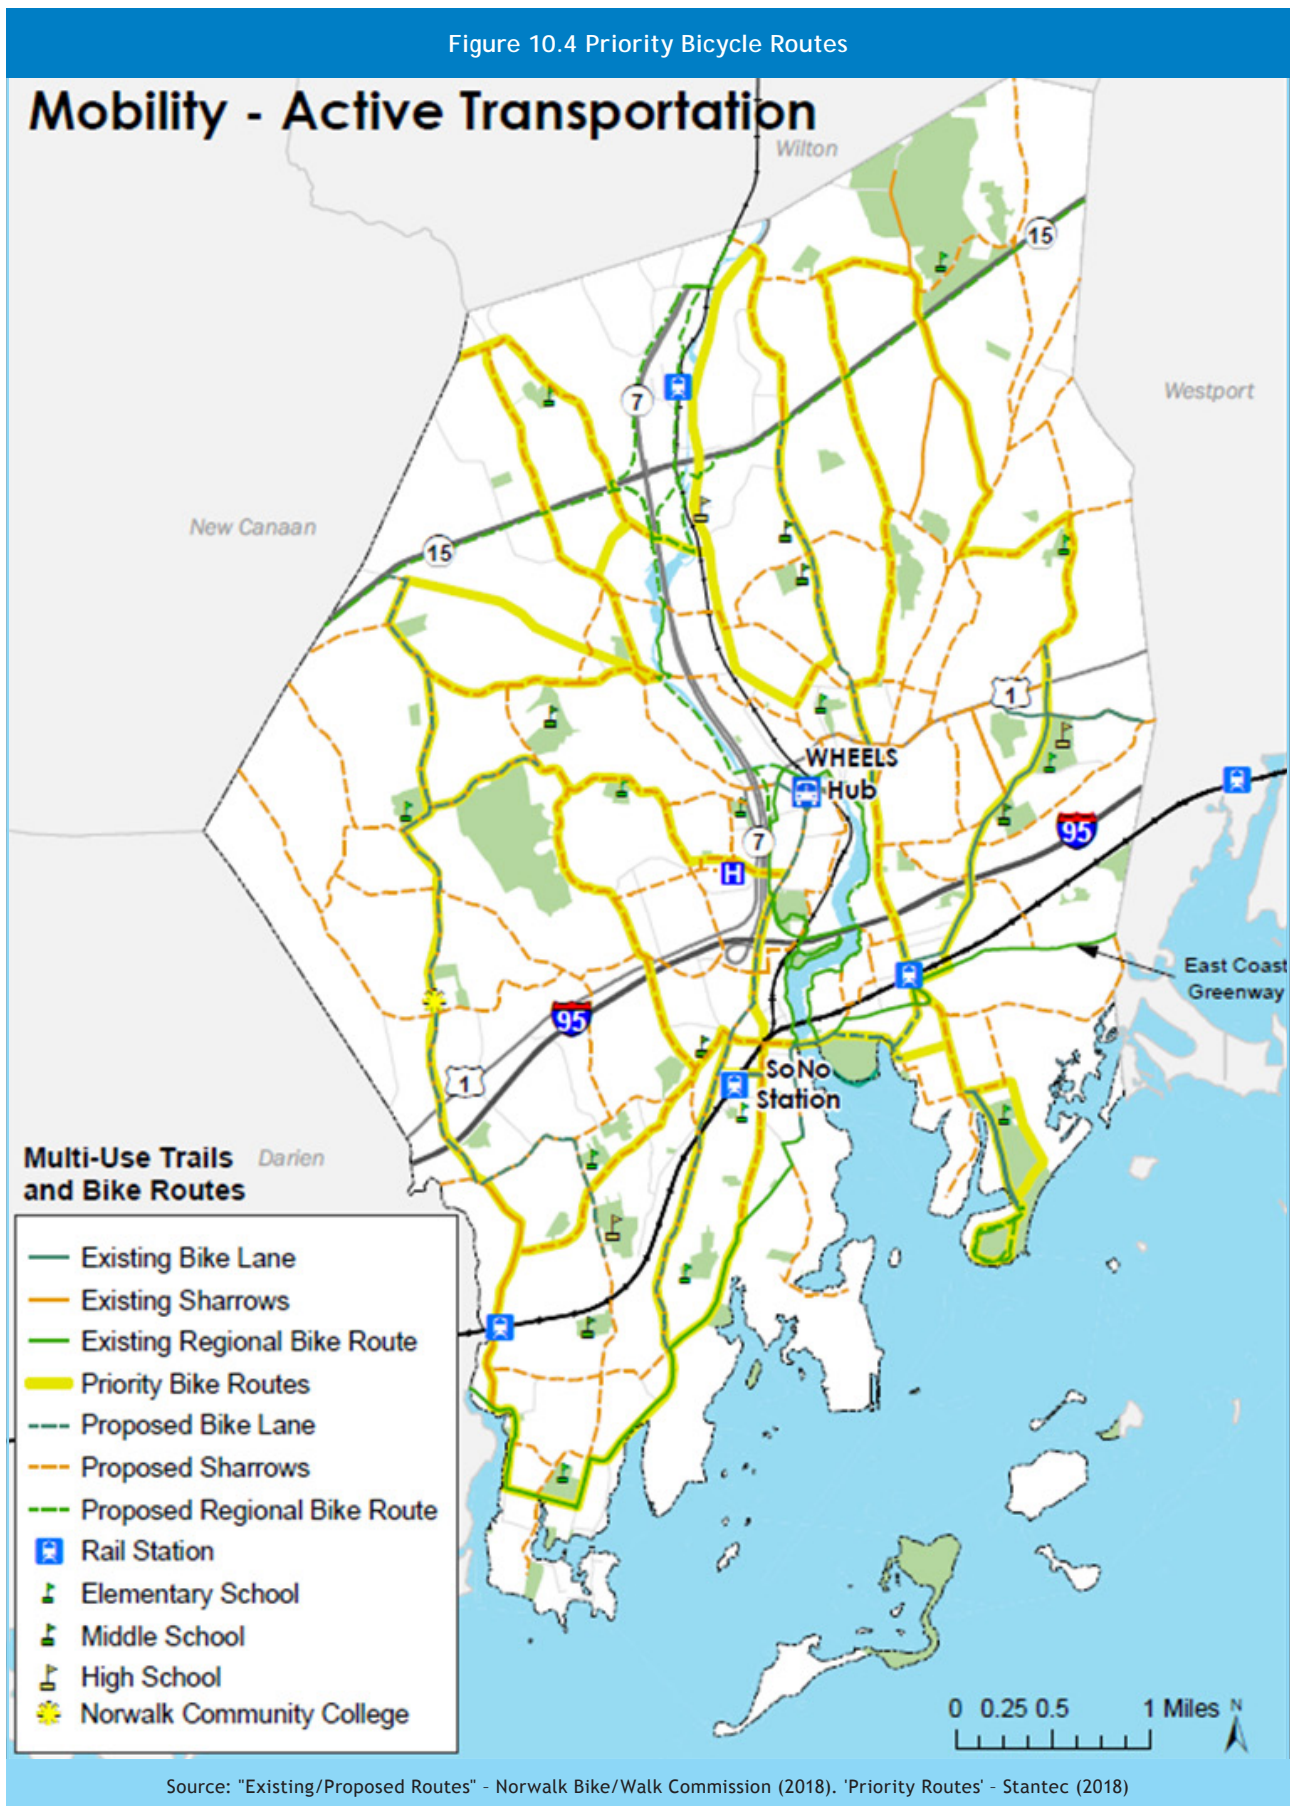 Figure 10.4 Priority Bicycle Routes
Mobility - Active Transportation
Wilton
15
Westport
7
New Canaan
15
1
WHEELS
Hub
95
7
H
East Coast
Greenway
95
1
SoNo
Station
Multi-Use Trails
and Bike Routes
Darien
Existing Bike Lane
Existing Sharrows
Existing Regional Bike Route
Priority Bike Routes
Proposed Bike Lane
Proposed Sharrows
Proposed Regional Bike Route
Rail Station
Elementary School
Middle School
High School
Norwalk Community College
0 0.25 0.5 1 Miles
N
Source: "Existing/Proposed Routes" - Norwalk Bike/Walk Commission (2018). 'Priority Routes' - Stantec (2018)